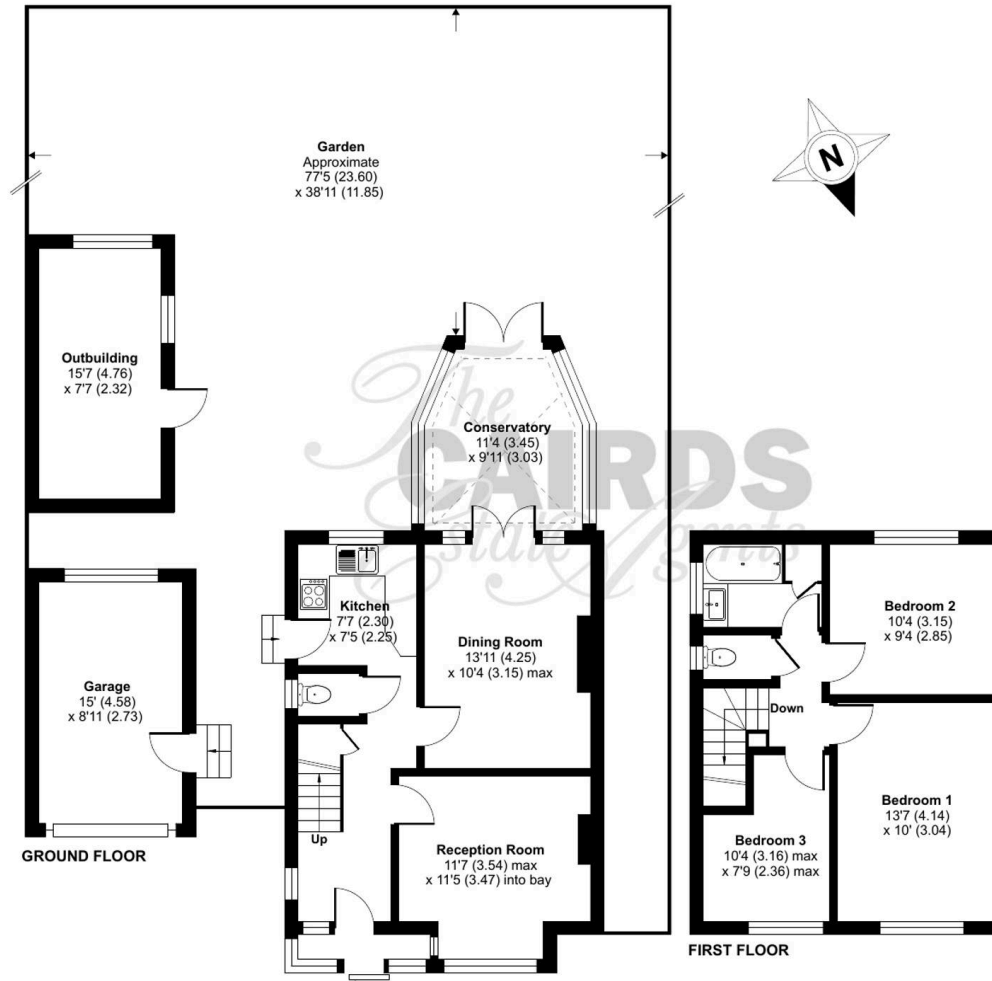 Garden
Approximate
77'5 (23.60)
x 38'11 (11.85)
N
Outbuilding
15'7 (4.76)
x 7'7 (2.32)
The
CAIRDS
Estate Agents
Conservatory
11'4 (3.45)
x 9'11 (3.03)
Kitchen
7'7 (2.30)
x 7'5 (2.25)
Dining Room
13'11 (4.25)
x 10'4 (3.15) max
Garage
15' (4.58)
x 8'11 (2.73)
Up
Reception Room
11'7 (3.54) max
x 11'5 (3.47) into bay
GROUND FLOOR
Bedroom 2
10'4 (3.15)
x 9'4 (2.85)
Down
Bedroom 1
13'7 (4.14)
x 10' (3.04)
Bedroom 3
10'4 (3.16) max
x 7'9 (2.36) max
FIRST FLOOR